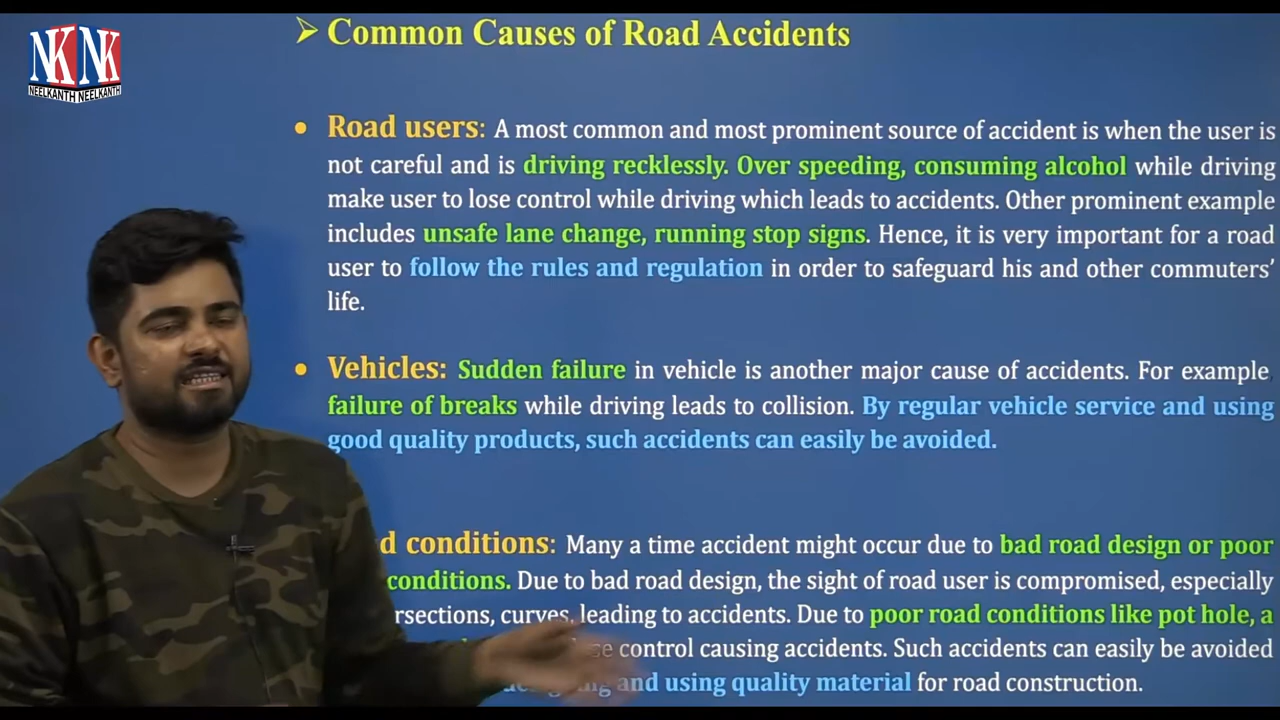 NK NK
NEELKANTH NEELKANTH
➢ Common Causes of Road Accidents
• Road users: A most common and most prominent source of accident is when the user is
not careful and is driving recklessly. Over speeding, consuming alcohol while driving
make user to lose control while driving which leads to accidents. Other prominent example
includes unsafe lane change, running stop signs. Hence, it is very important for a road
user to follow the rules and regulation in order to safeguard his and other commuters’
life.
• Vehicles: Sudden failure in vehicle is another major cause of accidents. For example
failure of breaks while driving leads to collision. By regular vehicle service and using
good quality products, such accidents can easily be avoided.
conditions: Many a time accident might occur due to bad road design or poor
conditions. Due to bad road design, the sight of road user is compromised, especially
curves, leading to accidents. Due to poor road conditions like pot hole, a
control causing accidents. Such accidents can easily be avoided
and using quality material for road construction.